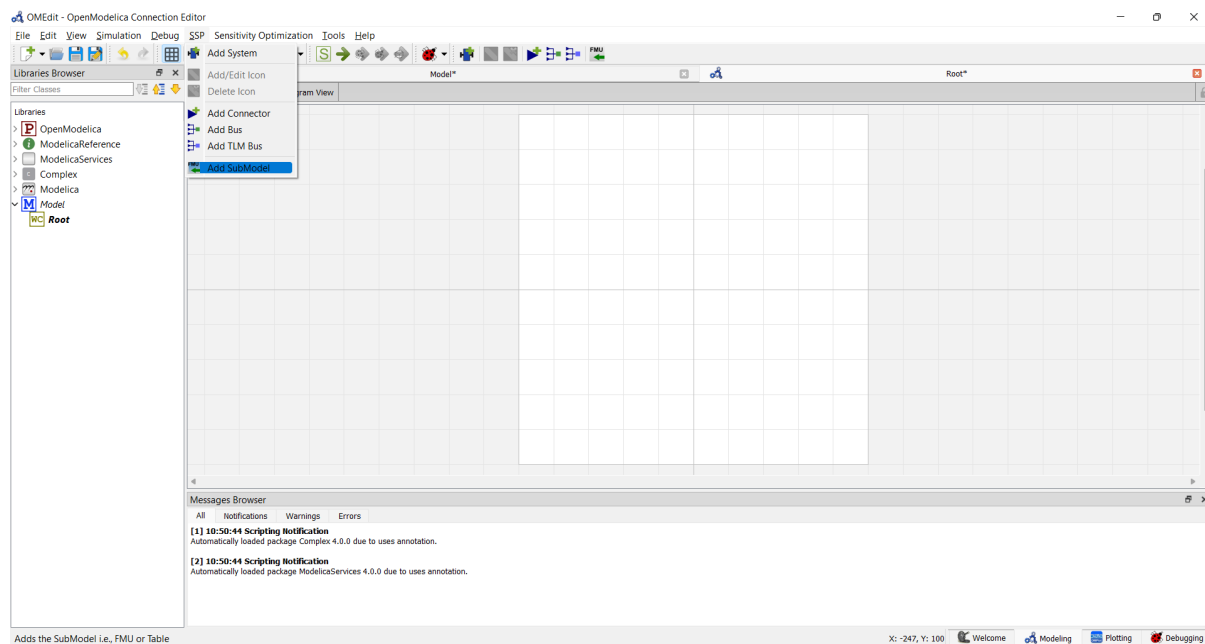 OMEdit - OpenModelica Connection Editor
File Edit View Simulation Debug SSP Sensitivity Optimization Tools Help
S
FMU
Add System
Add/Edit Icon
Delete Icon
Add Connector
Add Bus
Add TLM Bus
FMU
Add SubModel
Libraries Browser
Filter Classes
Libraries
P OpenModelica
i ModelicaReference
ModelicaServices
C Complex
Modelica
M Model
WC Root
Model*
Root*
gram View
Messages Browser
All Notifications Warnings Errors
[1] 10:50:44 Scripting Notification
Automatically loaded package Complex 4.0.0 due to uses annotation.
[2] 10:50:44 Scripting Notification
Automatically loaded package ModelicaServices 4.0.0 due to uses annotation.
Adds the SubModel i.e., FMU or Table
X: -247, Y: 100 Welcome Modeling Plotting Debugging